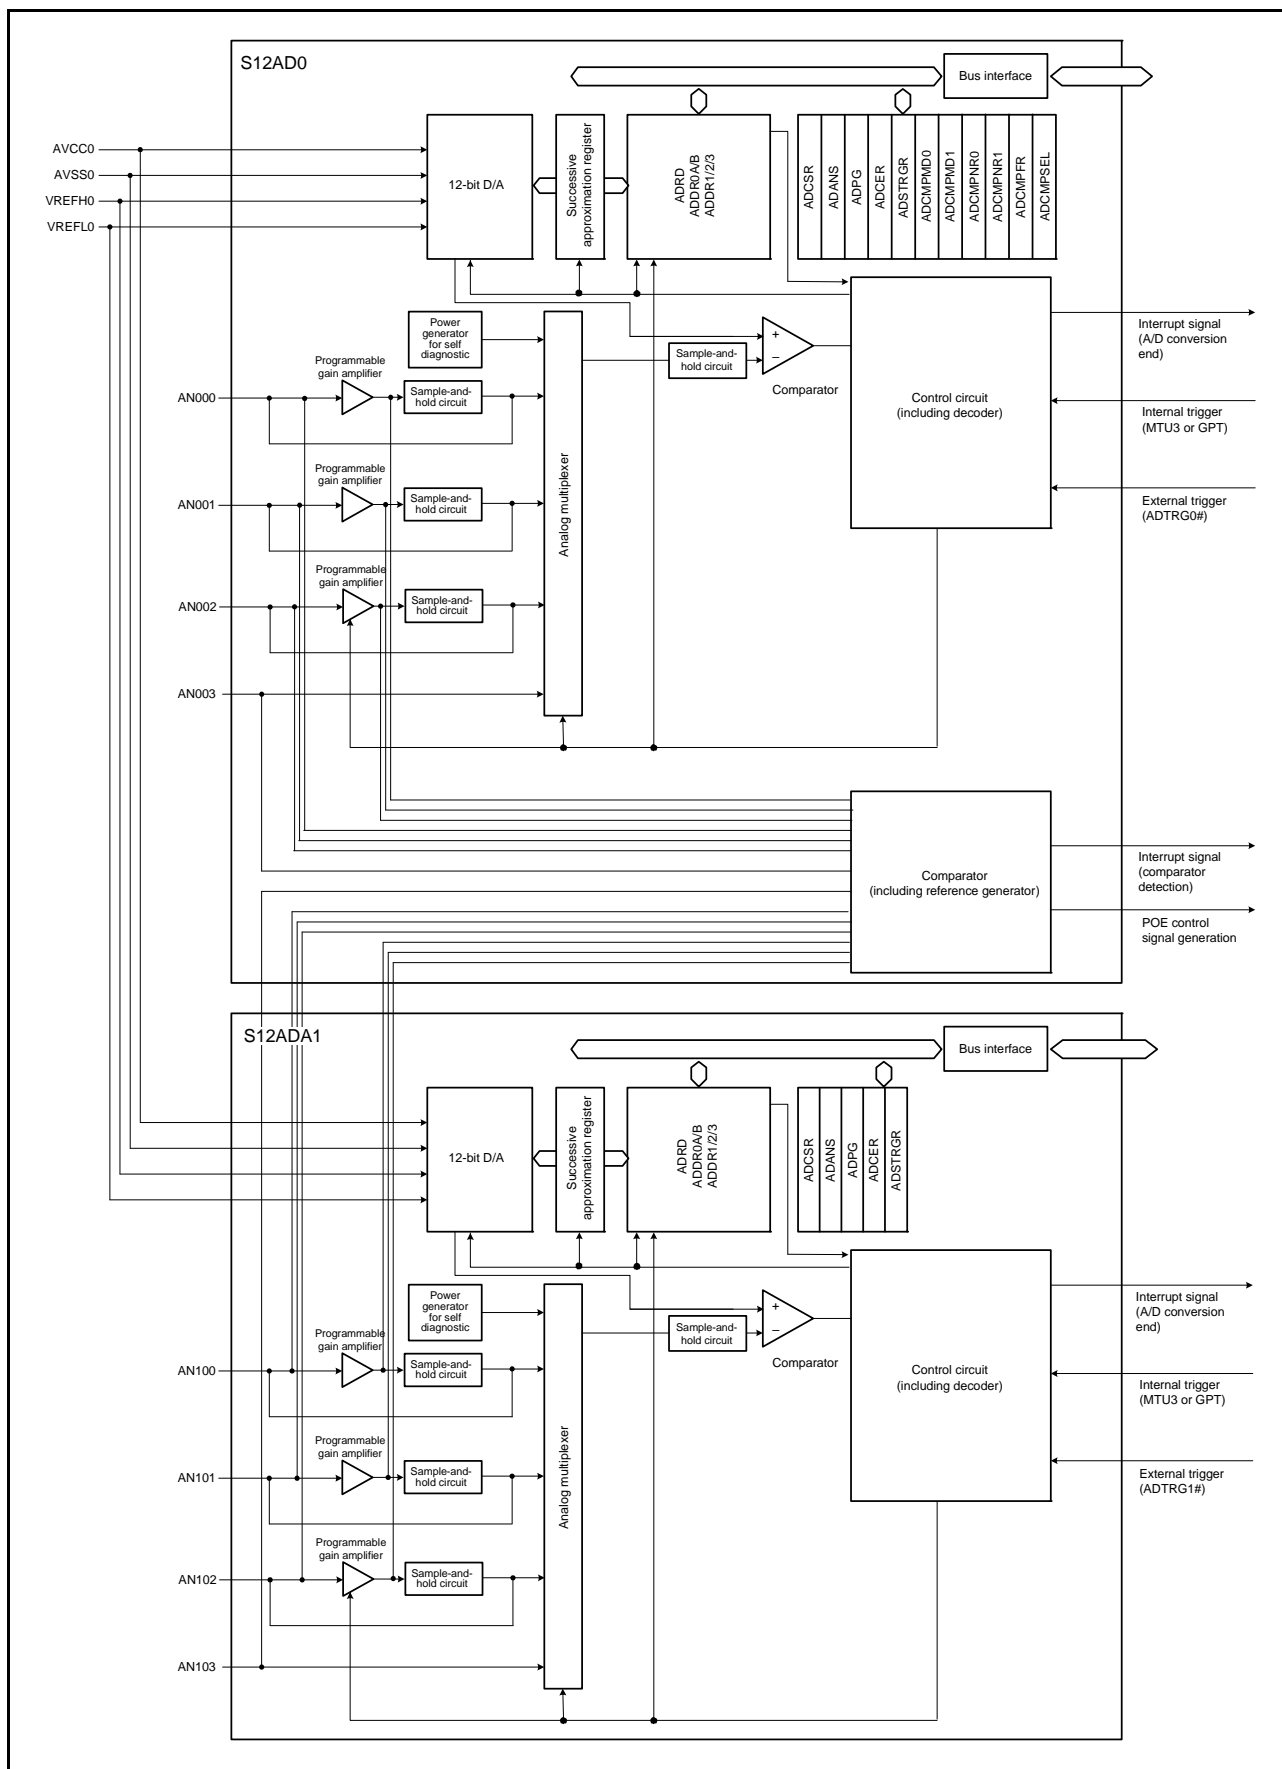 S12AD0
Bus interface
AVCC0
AVSS0
VREFH0
VREFL0
12-bit D/A
Successive
approximation register
ADRD
ADDR0A/B
ADDR1/2/3
ADCSR
ADANS
ADPG
ADCER
ADSTRGR
ADCMPMD0
ADCMPMD1
ADCMPNR0
ADCMPNR1
ADCMPFR
ADCMPSEL
Power
generator
for self
diagnostic
+
−
Comparator
Sample-and-
hold circuit
Control circuit
(including decoder)
Interrupt signal
(A/D conversion
end)
Internal trigger
(MTU3 or GPT)
External trigger
(ADTRG0#)
Analog multiplexer
Programmable
gain amplifier
AN000
Sample-and-
hold circuit
Programmable
gain amplifier
AN001
Sample-and-
hold circuit
Programmable
gain amplifier
AN002
Sample-and-
hold circuit
AN003
Comparator
(including reference generator)
Interrupt signal
(comparator
detection)
POE control
signal generation
S12ADA1
Bus interface
12-bit D/A
Successive
approximation register
ADRD
ADDR0A/B
ADDR1/2/3
ADCSR
ADANS
ADPG
ADCER
ADSTRGR
Power
generator
for self
diagnostic
+
−
Comparator
Sample-and-
hold circuit
Control circuit
(including decoder)
Interrupt signal
(A/D conversion
end)
Internal trigger
(MTU3 or GPT)
External trigger
(ADTRG1#)
Analog multiplexer
Programmable
gain amplifier
AN100
Sample-and-
hold circuit
Programmable
gain amplifier
AN101
Sample-and-
hold circuit
Programmable
gain amplifier
AN102
Sample-and-
hold circuit
AN103